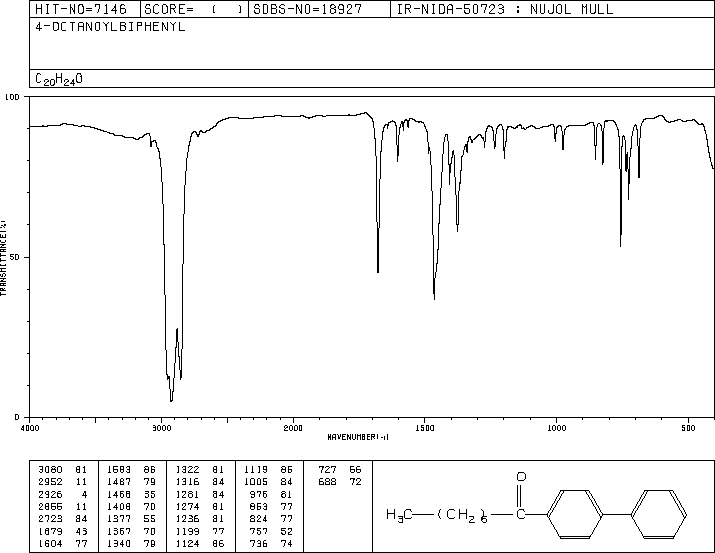 HIT-NO=7146 SCORE= ( ) SDBS-NO=18927 IR-NIDA-50723 : NUJOL MULL
4-OCTANOYLBIPHENYL
C20H24O
100
50
0
TRANSMITTANCE(%)
4000 3000 2000 1500 1000 500
WAVENUMBER(-1)
3080 81 1583 86 1322 81 1119 86 727 66
2952 11 1487 79 1316 84 1005 84 688 72
2926 4 1468 35 1281 84 976 81
2855 11 1408 70 1274 81 853 77
2723 84 1377 55 1236 81 824 77
1679 43 1367 70 1199 77 757 52
1604 77 1340 79 1124 86 736 74
O
H3C (CH2)6 C